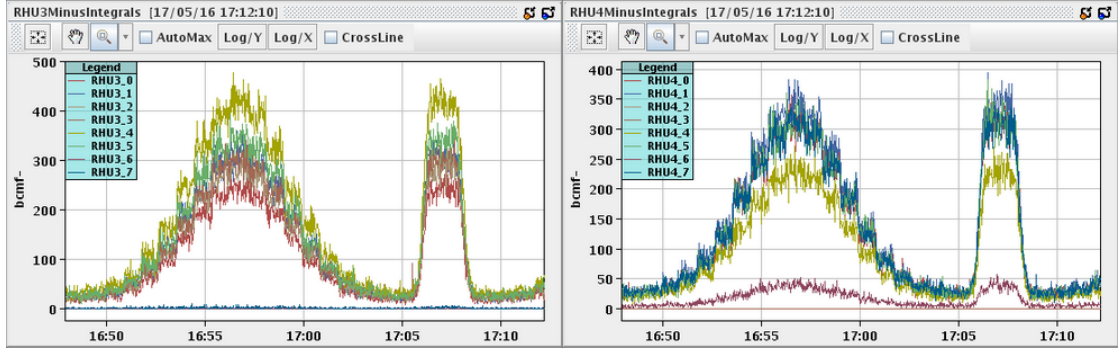 RHU3MinusIntegrals [17/05/16 17:12:10]
AutoMax Log/Y Log/X CrossLine
500
400
300
200
100
0
bcmf-
Legend
RHU3_0
RHU3_1
RHU3_2
RHU3_3
RHU3_4
RHU3_5
RHU3_6
RHU3_7
16:50 16:55 17:00 17:05 17:10
RHU4MinusIntegrals [17/05/16 17:12:10]
AutoMax Log/Y Log/X CrossLine
400
350
300
250
200
150
100
50
0
bcmf-
Legend
RHU4_0
RHU4_1
RHU4_2
RHU4_3
RHU4_4
RHU4_5
RHU4_6
RHU4_7
16:50 16:55 17:00 17:05 17:10